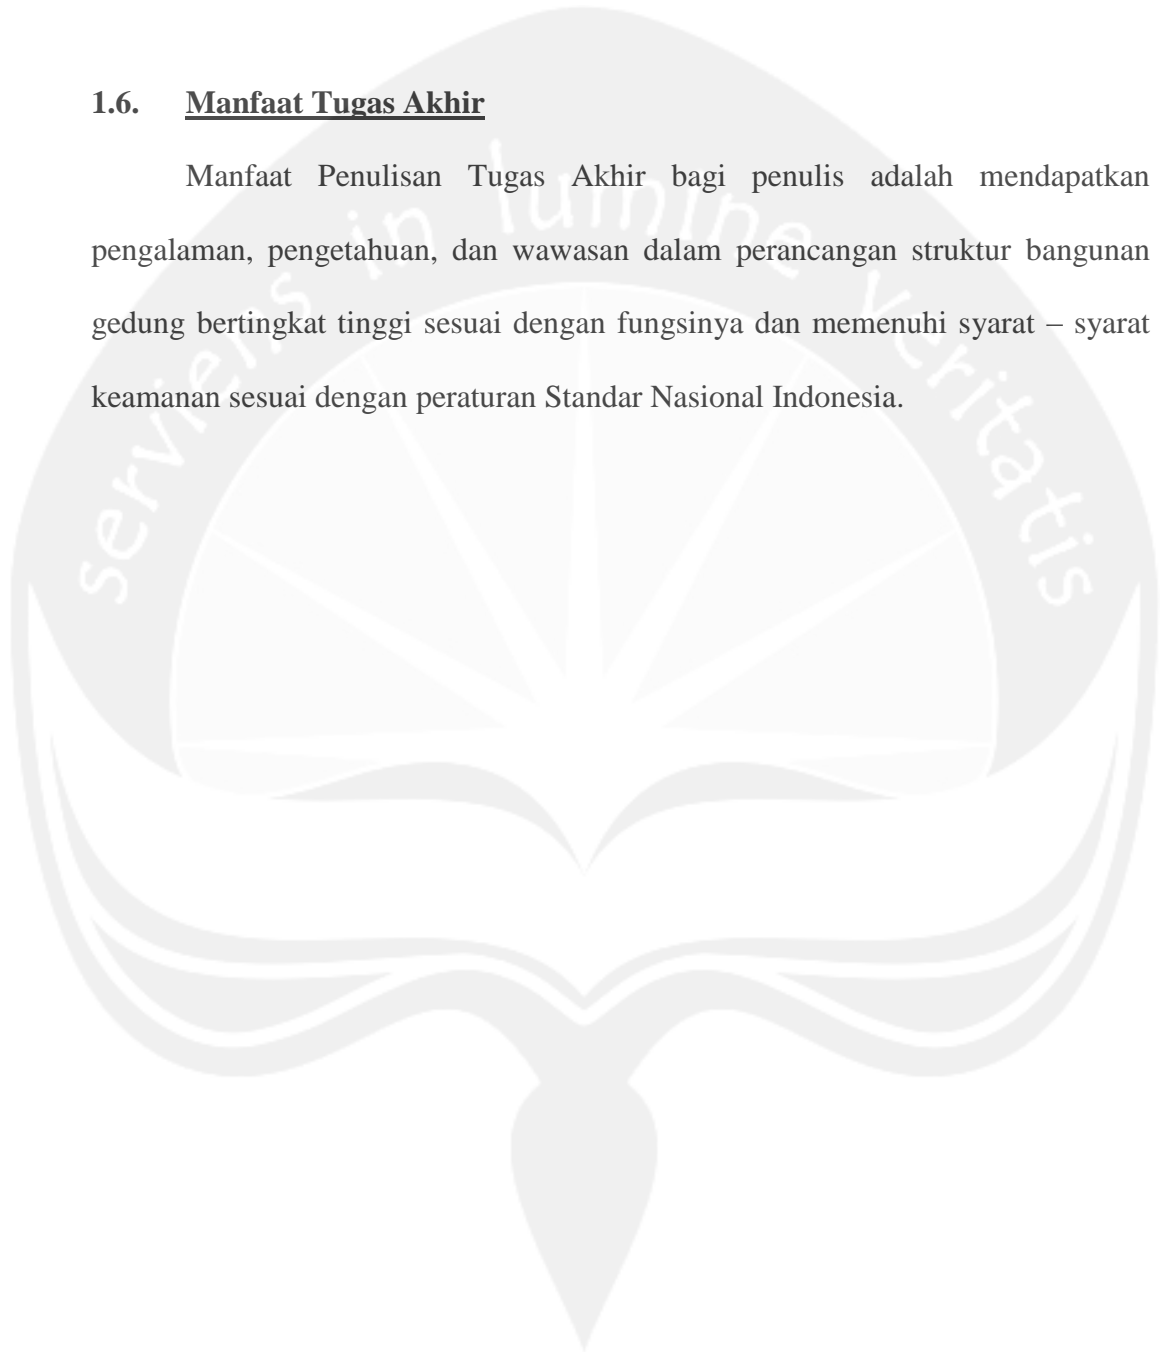 1.6. Manfaat Tugas Akhir
Manfaat Penulisan Tugas Akhir bagi penulis adalah mendapatkan
pengalaman, pengetahuan, dan wawasan dalam perancangan struktur bangunan
gedung bertingkat tinggi sesuai dengan fungsinya dan memenuhi syarat – syarat
keamanan sesuai dengan peraturan Standar Nasional Indonesia.
serviens in lumine veritatis